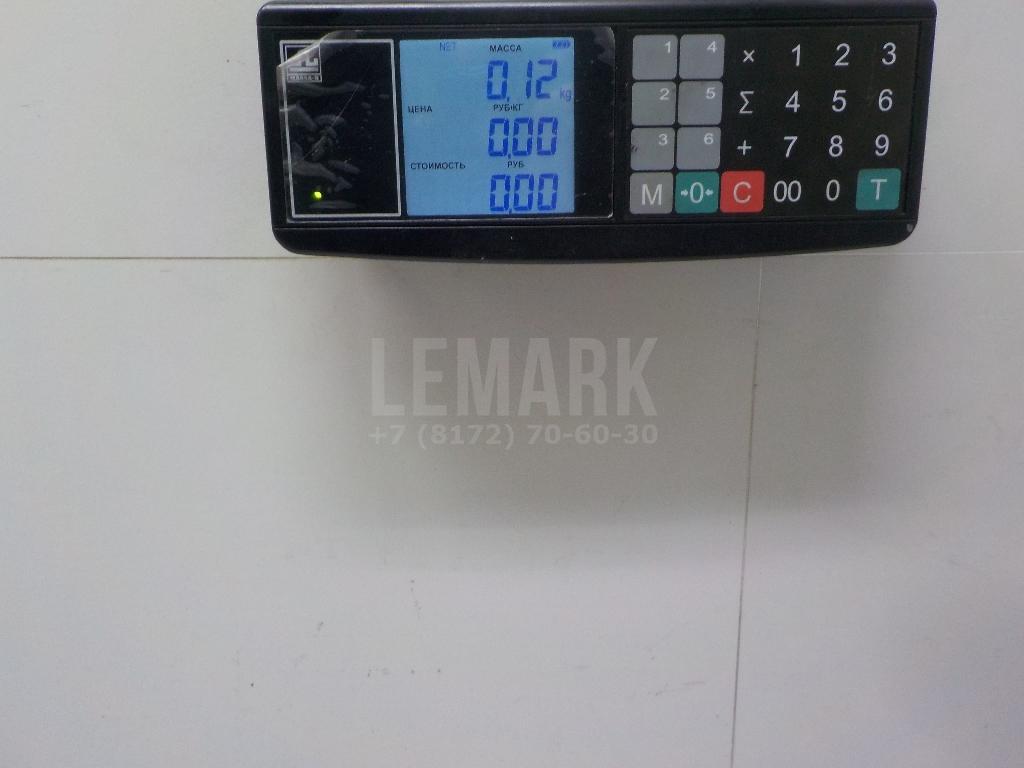 NET МАССА
0.12 kg
ЦЕНА РУБ/КГ
0.00
СТОИМОСТЬ РУБ
0.00
1 4 × 1 2 3
2 5 Σ 4 5 6
3 6 + 7 8 9
M →0← C 00 0 T
LEMARK
+7 (8172) 70-60-30